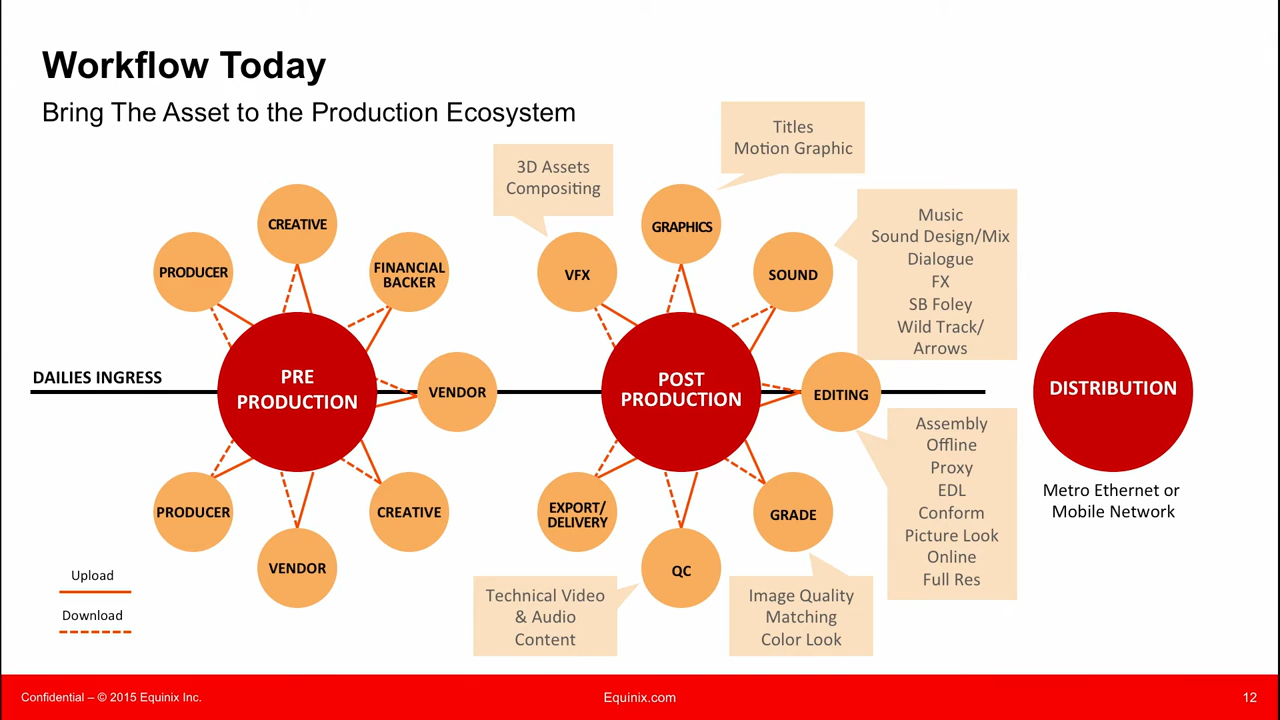 Workflow Today
Bring The Asset to the Production Ecosystem
DAILIES INGRESS
PRE
PRODUCTION
CREATIVE
FINANCIAL
BACKER
VENDOR
CREATIVE
VENDOR
PRODUCER
PRODUCER
Upload
Download
POST
PRODUCTION
VFX
3D Assets
Compositing
GRAPHICS
Titles
Motion Graphic
SOUND
Music
Sound Design/Mix
Dialogue
FX
SB Foley
Wild Track/
Arrows
EDITING
Assembly
Offline
Proxy
EDL
Conform
Picture Look
Online
Full Res
GRADE
Image Quality
Matching
Color Look
QC
Technical Video
& Audio
Content
EXPORT/
DELIVERY
DISTRIBUTION
Metro Ethernet or
Mobile Network
Confidential – © 2015 Equinix Inc.
Equinix.com
12